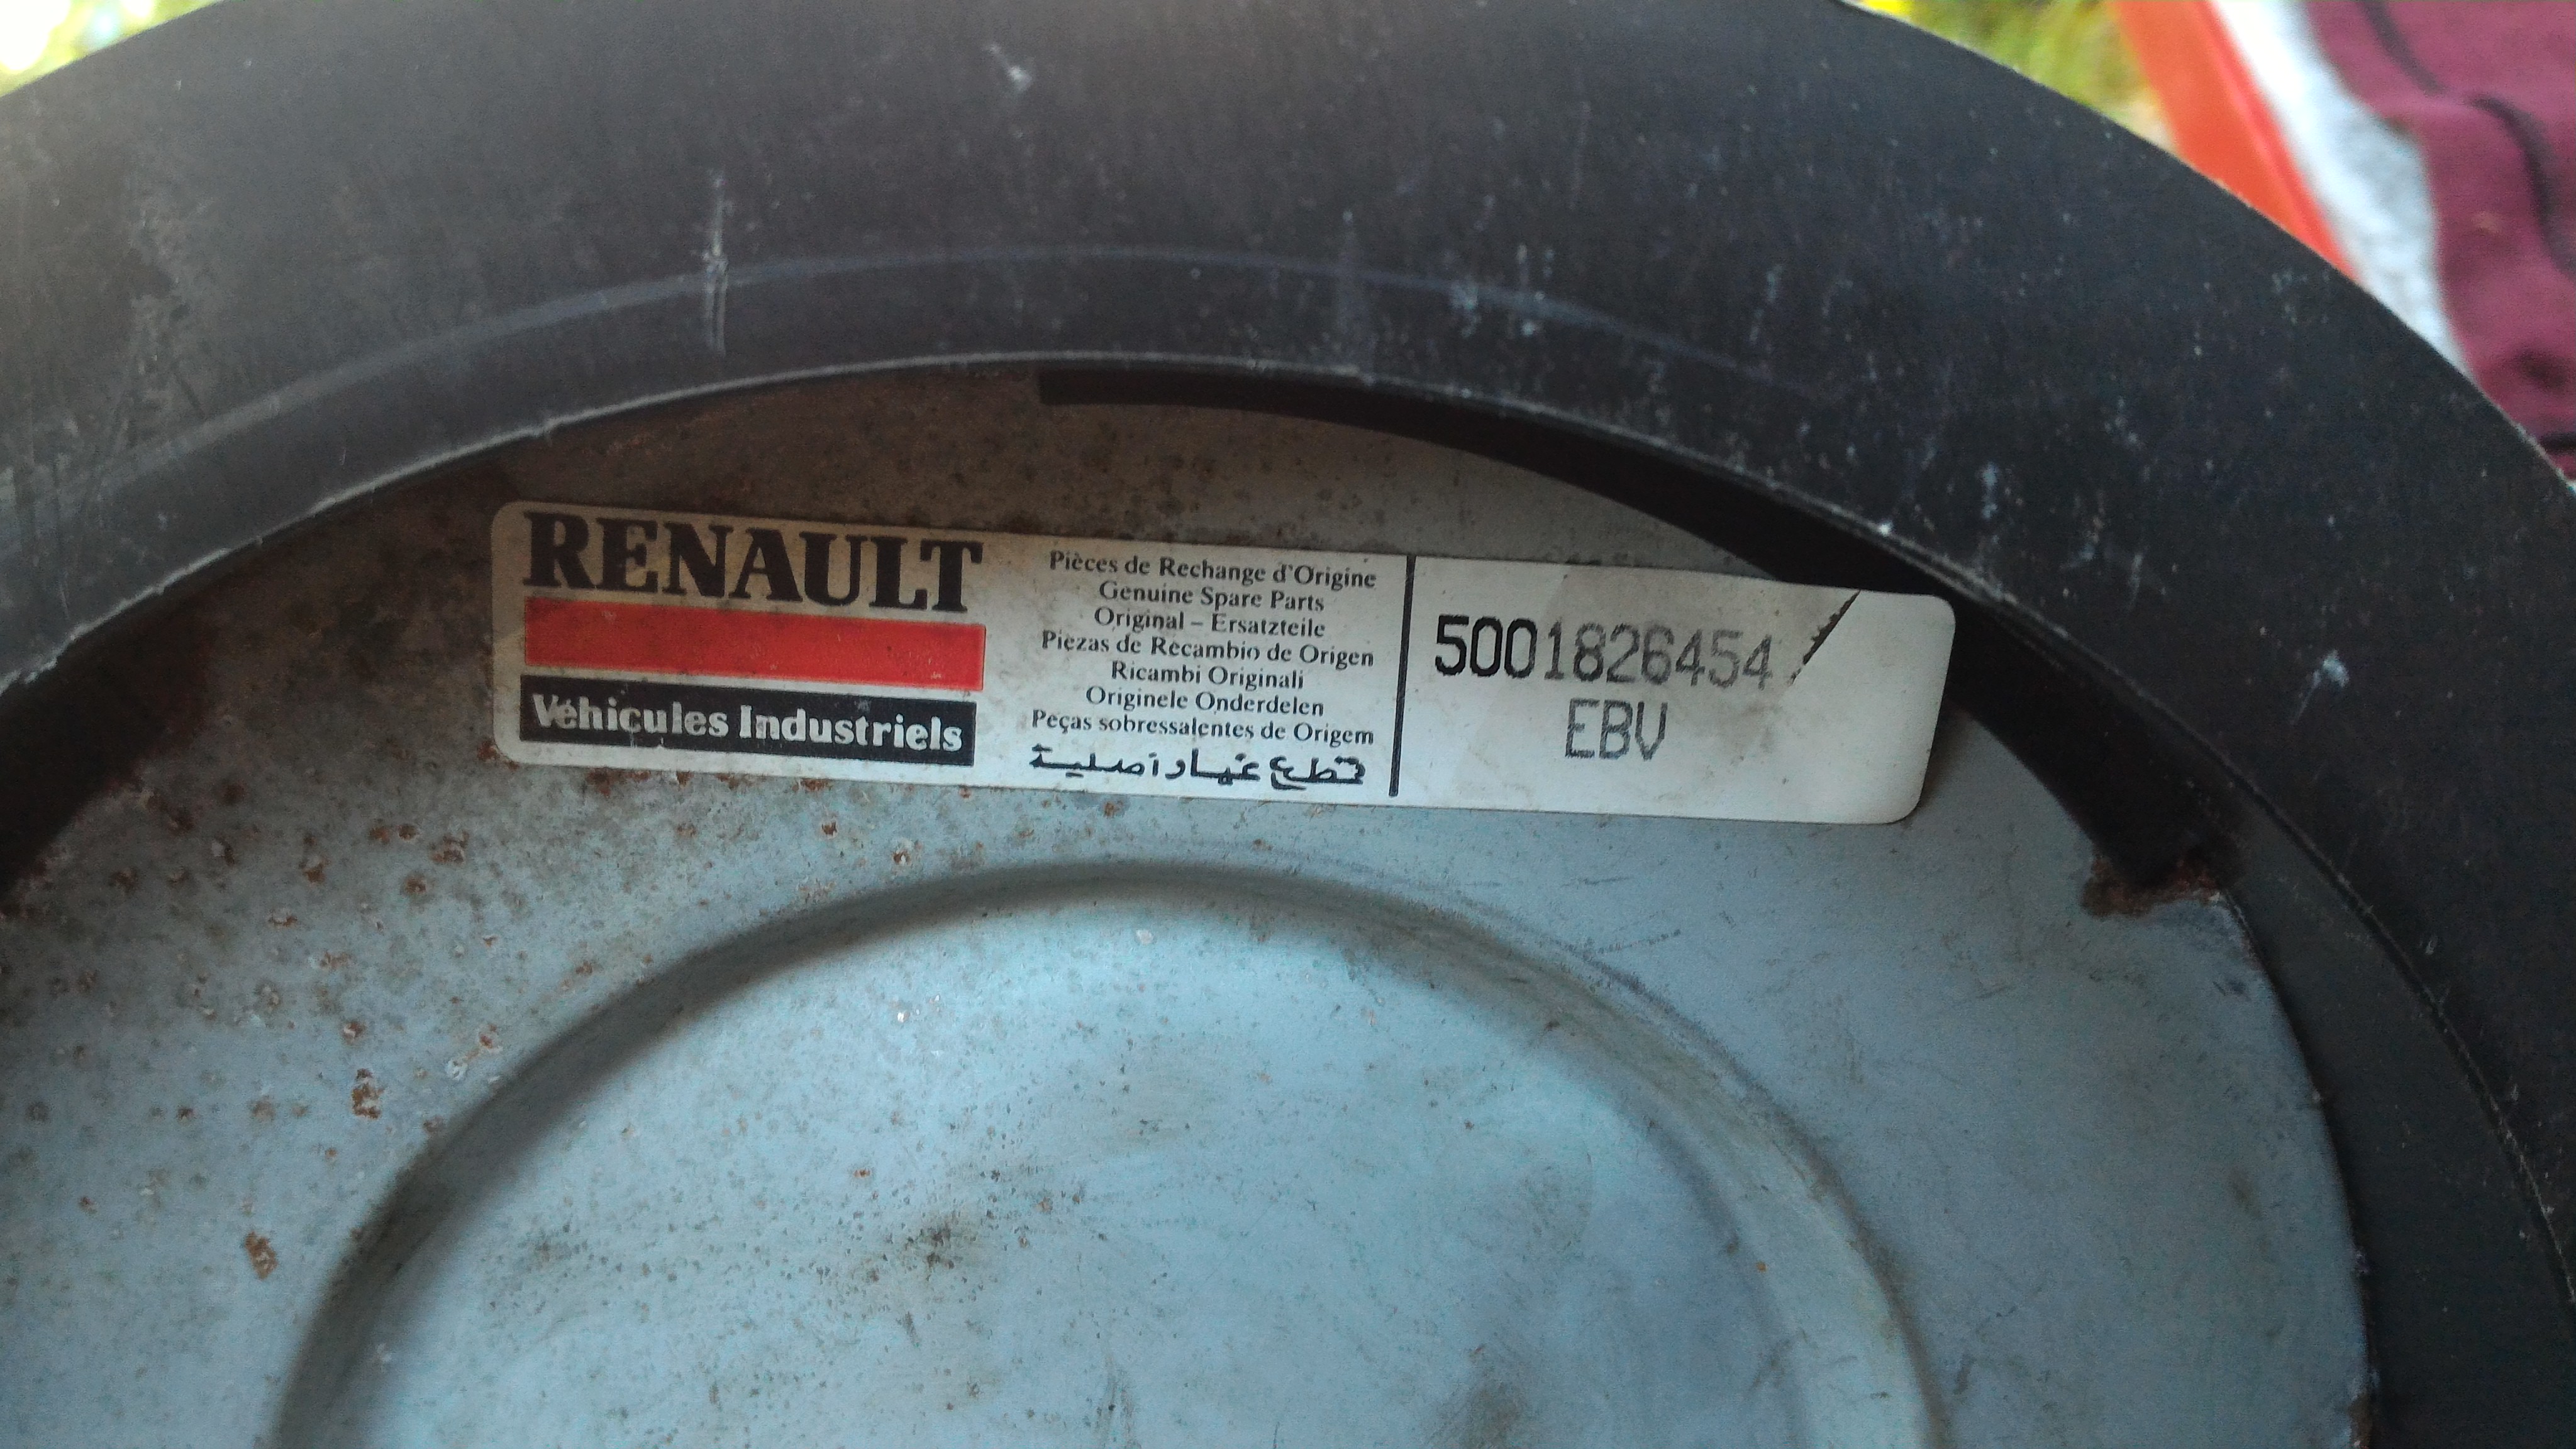 RENAULT
Véhicules Industriels
Pièces de Rechange d'Origine
Genuine Spare Parts
Original – Ersatzteile
Piezas de Recambio de Origen
Ricambi Originali
Originele Onderdelen
Peças sobressalentes de Origem
قطع غيار أصلية
5001826454
EBV